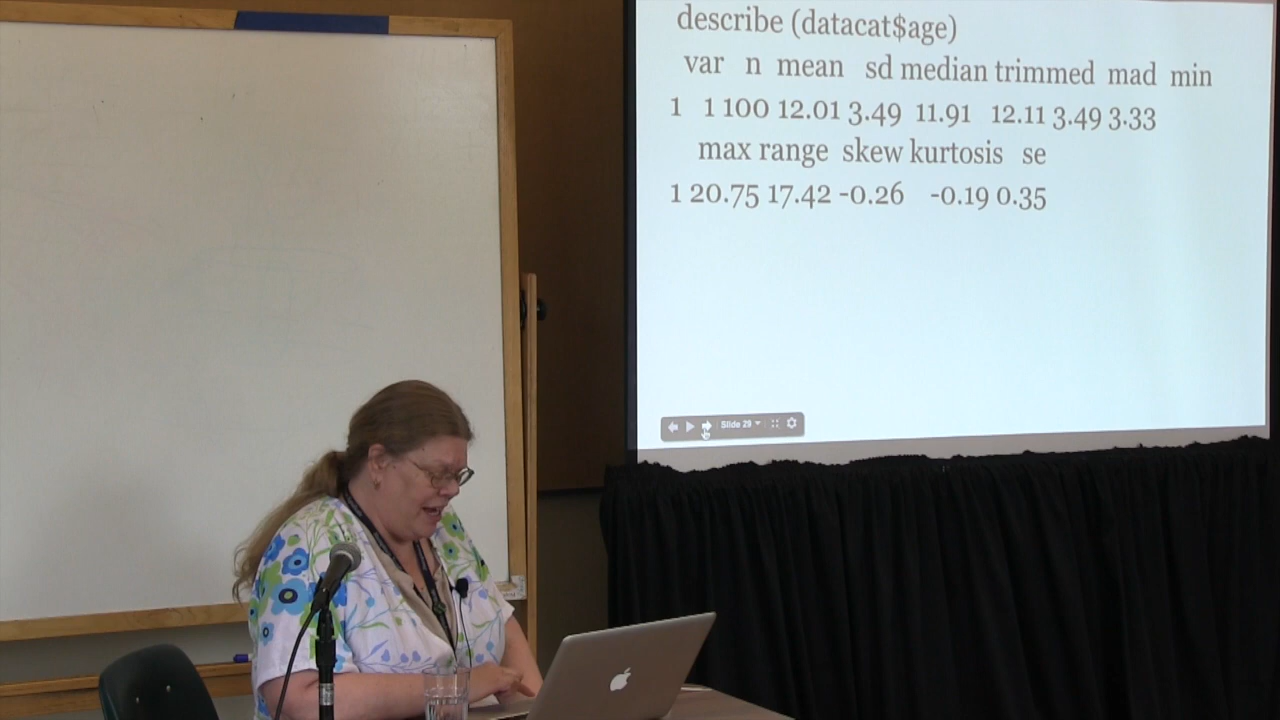 describe (datacat$age)
var n mean sd median trimmed mad min
1 1 100 12.01 3.49 11.91 12.11 3.49 3.33
max range skew kurtosis se
1 20.75 17.42 -0.26 -0.19 0.35
Slide 29